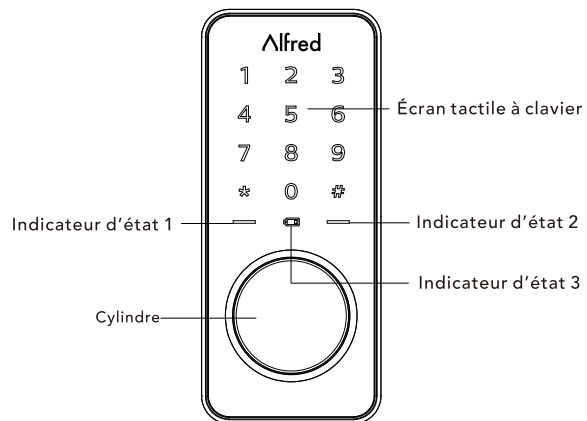 Alfred
1 2 3
Écran tactile à clavier
4 5 6
7 8 9
* 0 #
Indicateur d’état 1
Indicateur d’état 2
Indicateur d’état 3
Cylindre